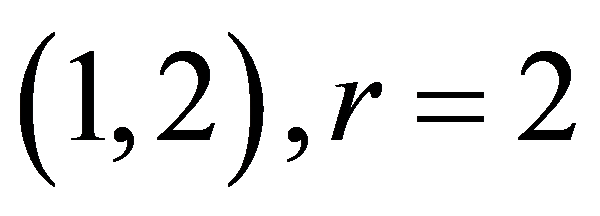 (1,2), r = 2